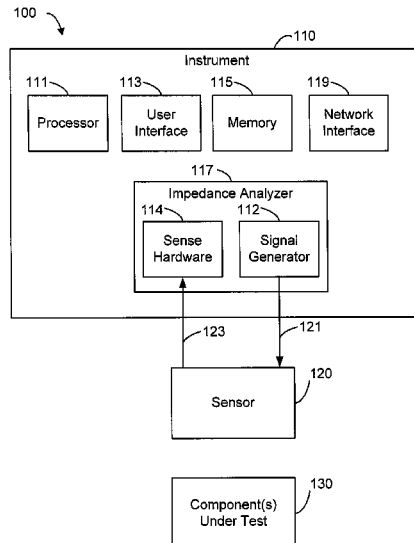 100
110
Instrument
111
113
115
119
Processor
User
Interface
Memory
Network
Interface
117
Impedance Analyzer
114
112
Sense
Hardware
Signal
Generator
123
121
120
Sensor
130
Component(s)
Under Test